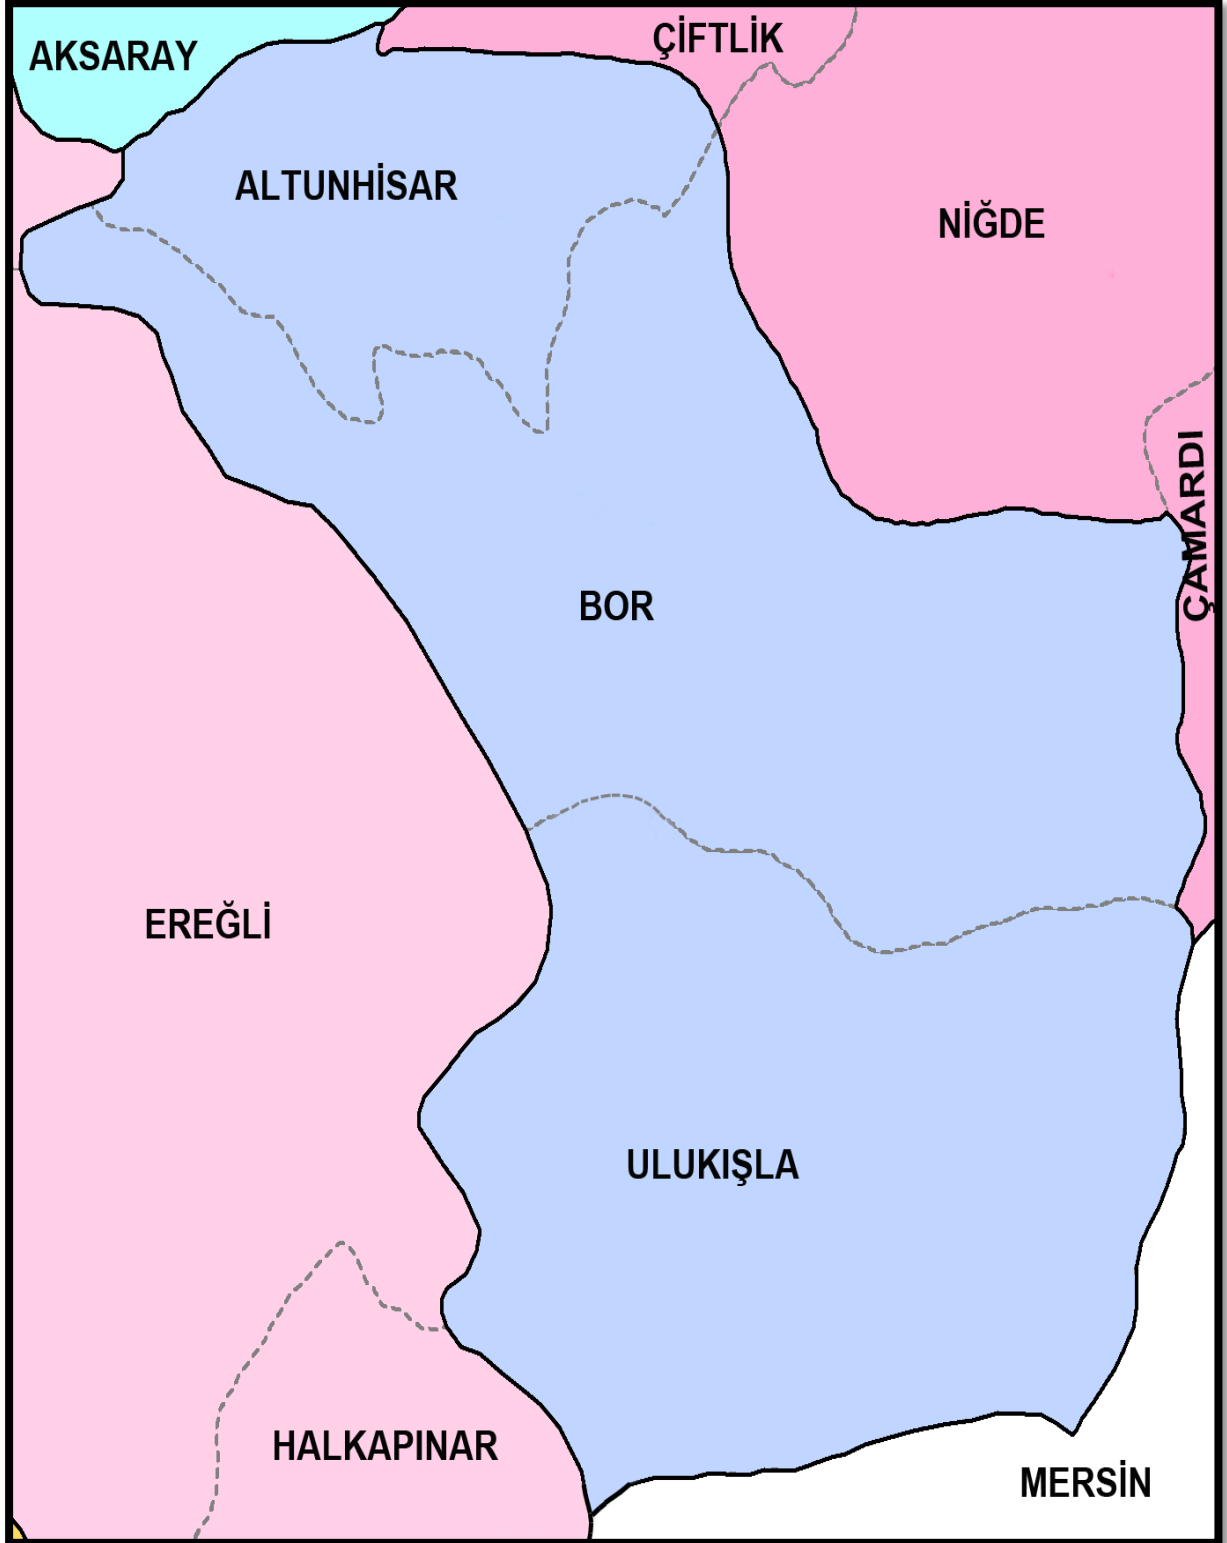 AKSARAY
ÇİFTLİK
ALTUNHİSAR
NİĞDE
ÇAMARDI
BOR
EREĞLİ
ULUKIŞLA
HALKAPINAR
MERSİN